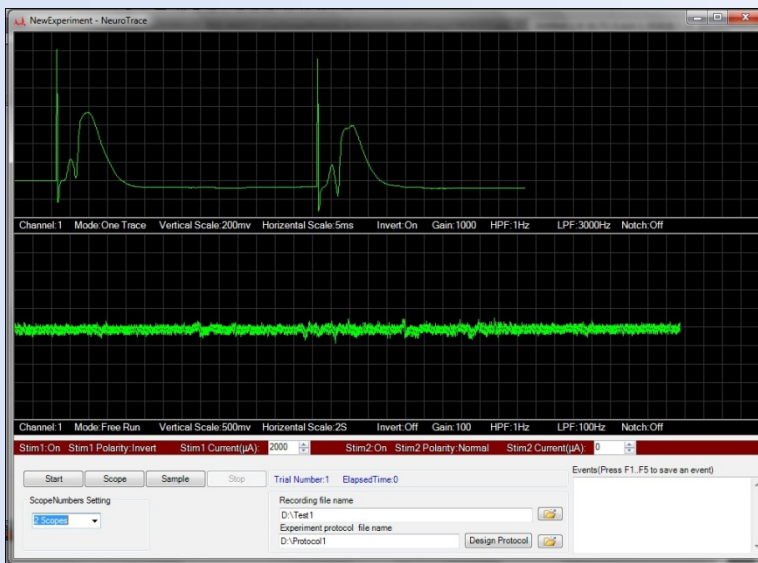 NewExperiment - NeuroTrace
Channel:1 Mode:One Trace Vertical Scale:200mv Horizental Scale:5ms Invert:On Gain:1000 HPF:1Hz LPF:3000Hz Notch:Off
Channel:1 Mode:Free Run Vertical Scale:500mv Horizental Scale:2S Invert:Off Gain:100 HPF:1Hz LPF:100Hz Notch:Off
Stim1:On Stim1 Polarity:Invert Stim1 Current(µA): 2000 Stim2:On Stim2 Polarity:Normal Stim2 Current(µA): 0
Start Scope Sample Stop Trial Number:1 ElapsedTime:0
Events(Press F1..F5 to save an event)
ScopeNumbers Setting
2 Scopes
Recording file name
D:\Test1
Experiment protocol file name
D:\Protocol1 Design Protocol